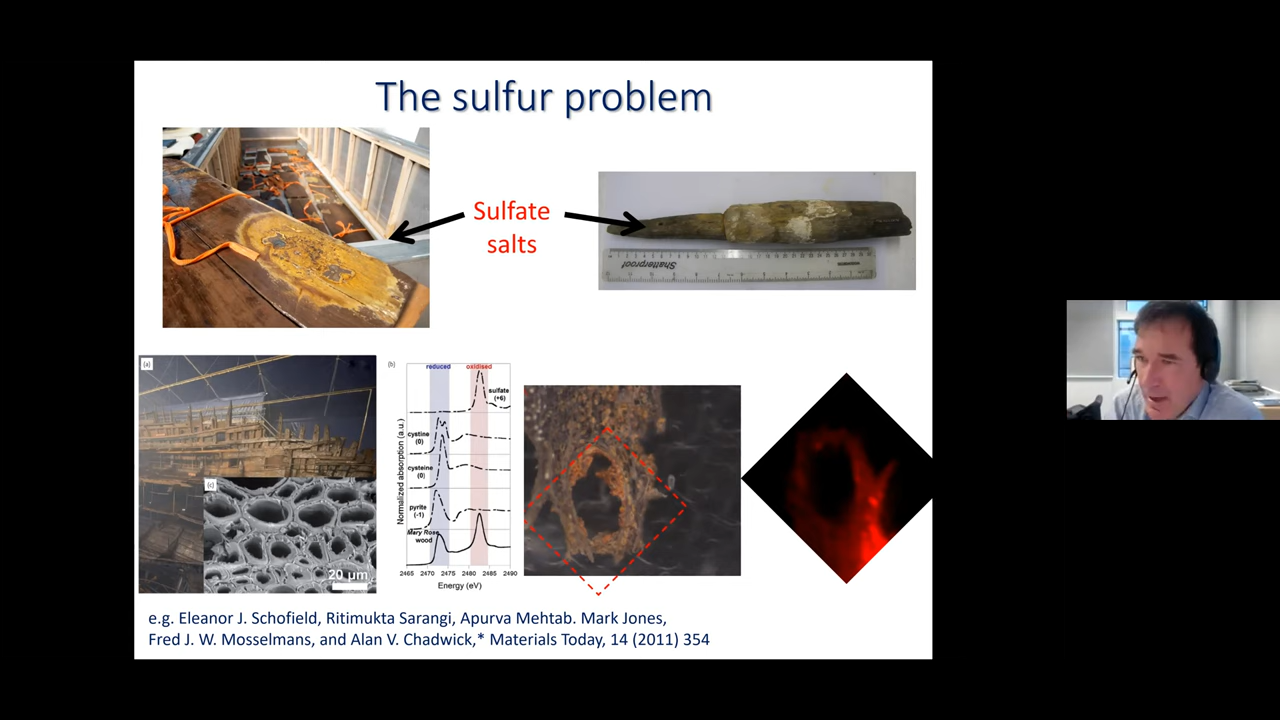 The sulfur problem
Sulfate
salts
Shatterproof
(a)
(c)
20 µm
(b)
reduced
oxidised
sulfate
(+6)
cystine
(0)
cysteine
(0)
pyrite
(-1)
Mary Rose
wood
Normalized absorption (a.u.)
2465 2470 2475 2480 2485 2490
Energy (eV)
e.g. Eleanor J. Schofield, Ritimukta Sarangi, Apurva Mehtab. Mark Jones,
Fred J. W. Mosselmans, and Alan V. Chadwick,* Materials Today, 14 (2011) 354